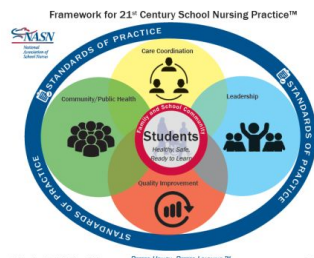 Framework for 21st Century School Nursing Practice™
NASN
National
Association of
School Nurses
STANDARDS OF PRACTICE
Care Coordination
Community/Public Health
Leadership
Family and School Community
Students
Healthy, Safe,
Ready to Learn
Quality Improvement
STANDARDS OF PRACTICE
STANDARDS OF PRACTICE